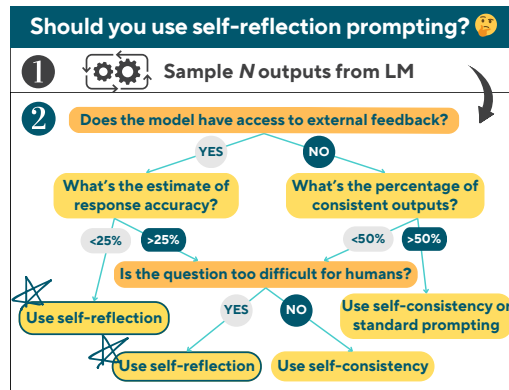 Should you use self-reflection prompting? 🤔
1
Sample N outputs from LM
2
Does the model have access to external feedback?
YES
NO
What's the estimate of
response accuracy?
What's the percentage of
consistent outputs?
<25%
>25%
<50%
>50%
Is the question too difficult for humans?
Use self-reflection
YES
NO
Use self-consistency or
standard prompting
Use self-reflection
Use self-consistency